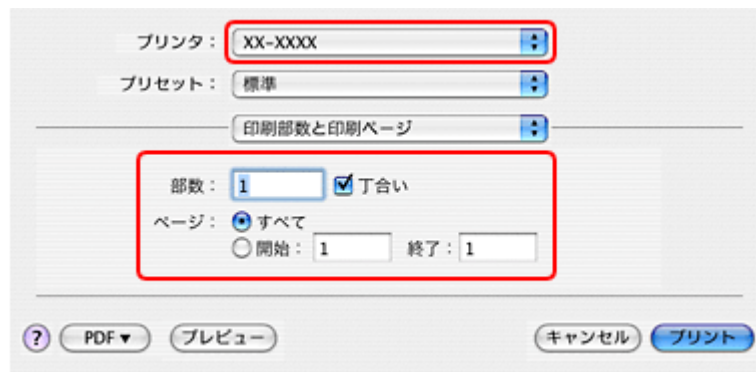 プリンタ： XX-XXXX
プリセット： 標準
印刷部数と印刷ページ
部数： 1 丁合い
ページ： すべて
開始： 1 終了： 1
? PDF▼ プレビュー キャンセル プリント